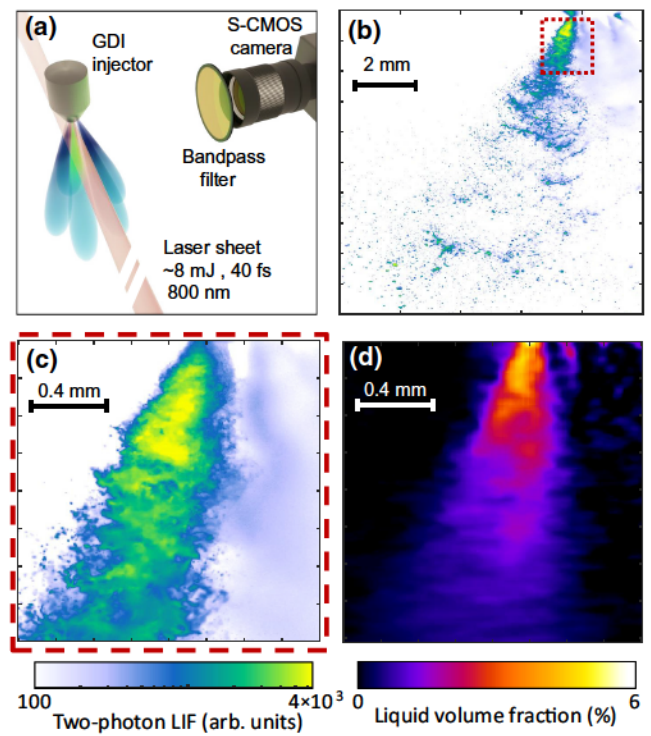 (a)
GDI
injector
S-CMOS
camera
Bandpass
filter
Laser sheet
~8 mJ , 40 fs
800 nm
(b)
2 mm
(c)
0.4 mm
(d)
0.4 mm
100
4×10³
Two-photon LIF (arb. units)
0
6
Liquid volume fraction (%)